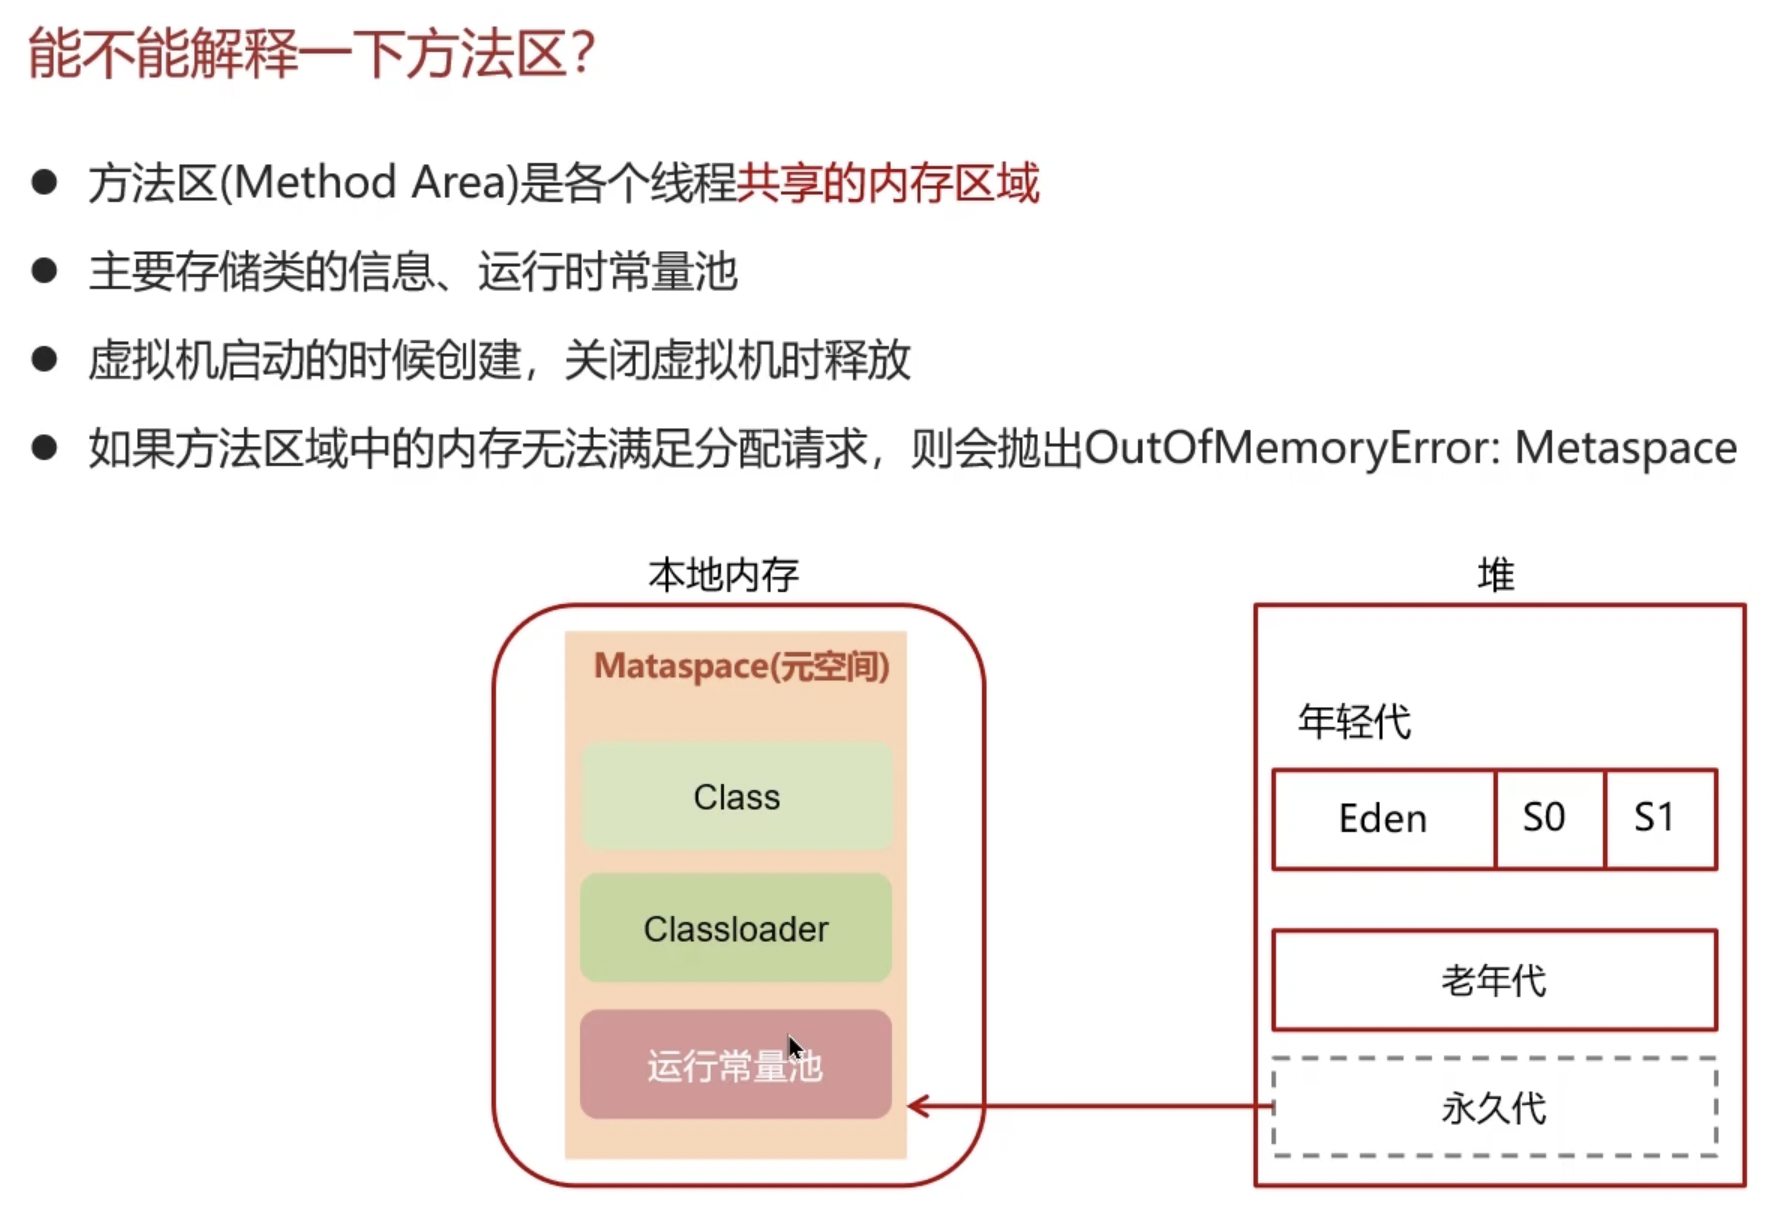 能不能解释一下方法区？
● 方法区(Method Area)是各个线程共享的内存区域
● 主要存储类的信息、运行时常量池
● 虚拟机启动的时候创建，关闭虚拟机时释放
● 如果方法区域中的内存无法满足分配请求，则会抛出OutOfMemoryError: Metaspace
本地内存
Mataspace(元空间)
Class
Classloader
运行常量池
堆
年轻代
Eden S0 S1
老年代
永久代